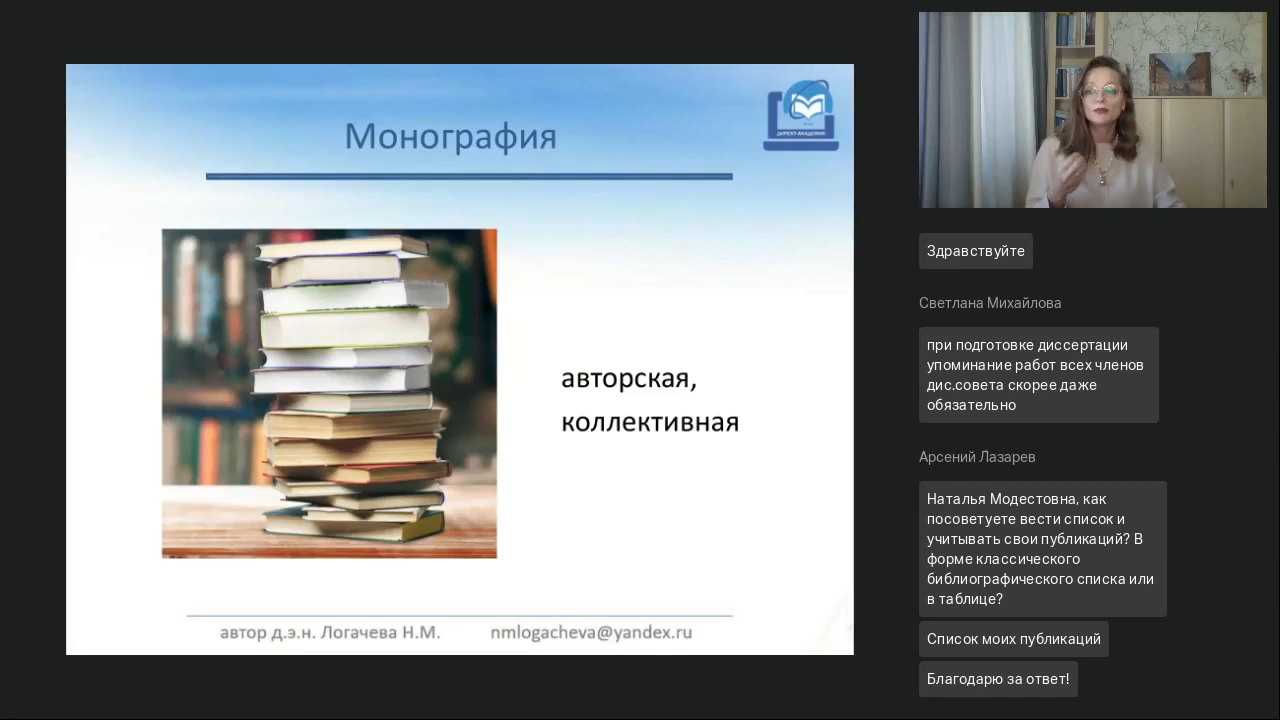 Монография
ДИРЕКТ-АКАДЕМИЯ
авторская,
коллективная
автор д.э.н. Логачева Н.М. nmlogacheva@yandex.ru
Здравствуйте
Светлана Михайлова
при подготовке диссертации
упоминание работ всех членов
дис.совета скорее даже
обязательно
Арсений Лазарев
Наталья Модестовна, как
посоветуете вести список и
учитывать свои публикаций? В
форме классического
библиографического списка или
в таблице?
Список моих публикаций
Благодарю за ответ!